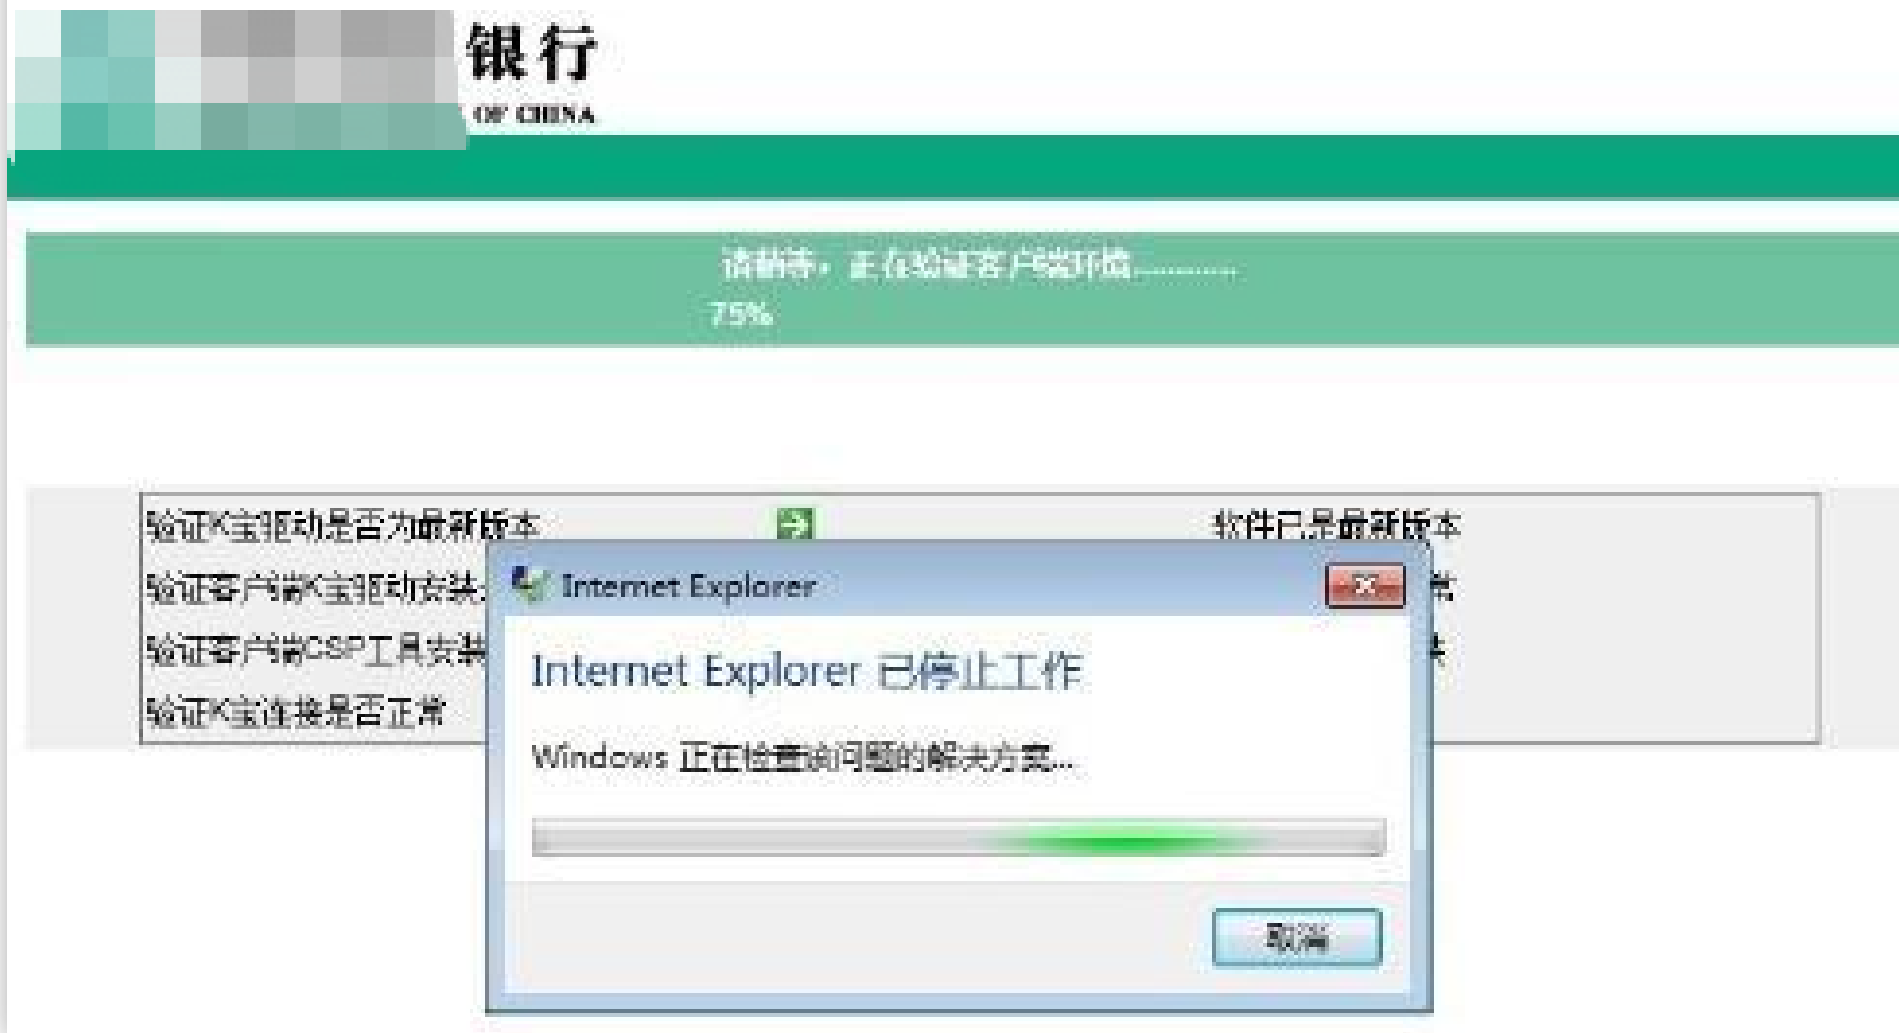 银行
OF CHINA
请稍等，正在验证客户端环境............
75%
验证K宝驱动是否为最新版本 软件已是最新版本
验证客户端K宝驱动安装
验证客户端CSP工具安装
验证K宝连接是否正常
Internet Explorer
Internet Explorer 已停止工作
Windows 正在检查该问题的解决方案...
取消